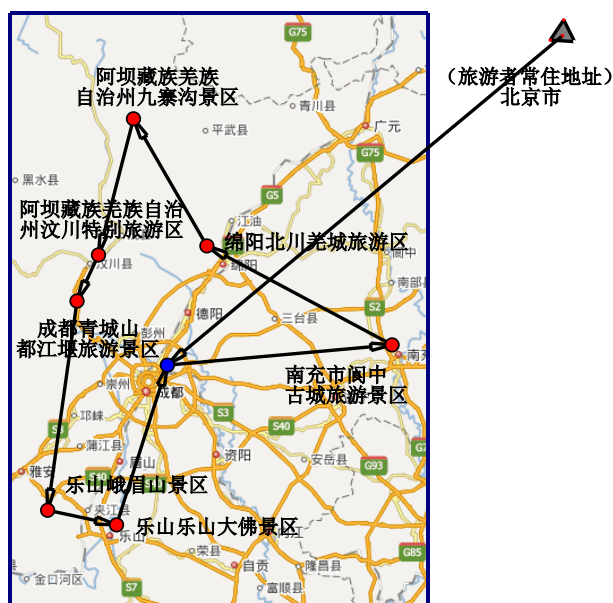 G75
阿坝藏族羌族
自治州九寨沟景区
（旅游者常住地址）
北京市
青川县
广元
平武县
G75
黑水县
G5
阿坝藏族羌族自治
州汶川特别旅游区
江油
绵阳北川羌城旅游区
阆中
汶川县
绵阳
南部县
S2
德阳
三台县
成都青城山
都江堰旅游景区
彭州
南充
崇州
成都
南充市阆中
古城旅游景区
邛崃
S3
S40
蒲江县
眉山
资阳
安岳县
G93
雅安
乐山峨眉山景区
夹江县
乐山乐山大佛景区
乐山
荣县
G85
自贡
隆昌县
金口河区
S7
富顺县